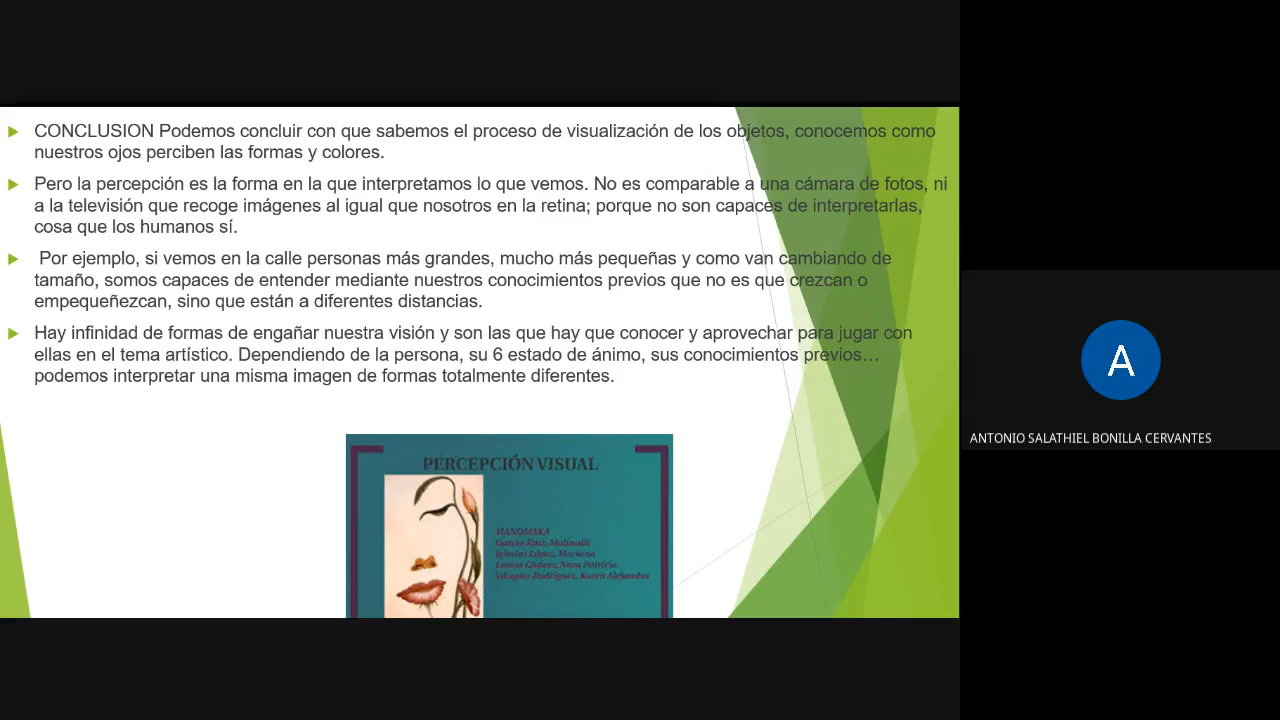 CONCLUSION Podemos concluir con que sabemos el proceso de visualización de los objetos, conocemos como
nuestros ojos perciben las formas y colores.
Pero la percepción es la forma en la que interpretamos lo que vemos. No es comparable a una cámara de fotos, ni
a la televisión que recoge imágenes al igual que nosotros en la retina; porque no son capaces de interpretarlas,
cosa que los humanos sí.
Por ejemplo, si vemos en la calle personas más grandes, mucho más pequeñas y como van cambiando de
tamaño, somos capaces de entender mediante nuestros conocimientos previos que no es que crezcan o
empequeñezcan, sino que están a diferentes distancias.
Hay infinidad de formas de engañar nuestra visión y son las que hay que conocer y aprovechar para jugar con
ellas en el tema artístico. Dependiendo de la persona, su 6 estado de ánimo, sus conocimientos previos…
podemos interpretar una misma imagen de formas totalmente diferentes.
PERCEPCIÓN VISUAL
MANOMAKA
García Ruiz, Malinalli
Iglesias López, Mariana
Lemus Chávez, Nora Patricia
Vázquez Rodríguez, Karen Alejandra
A
ANTONIO SALATHIEL BONILLA CERVANTES